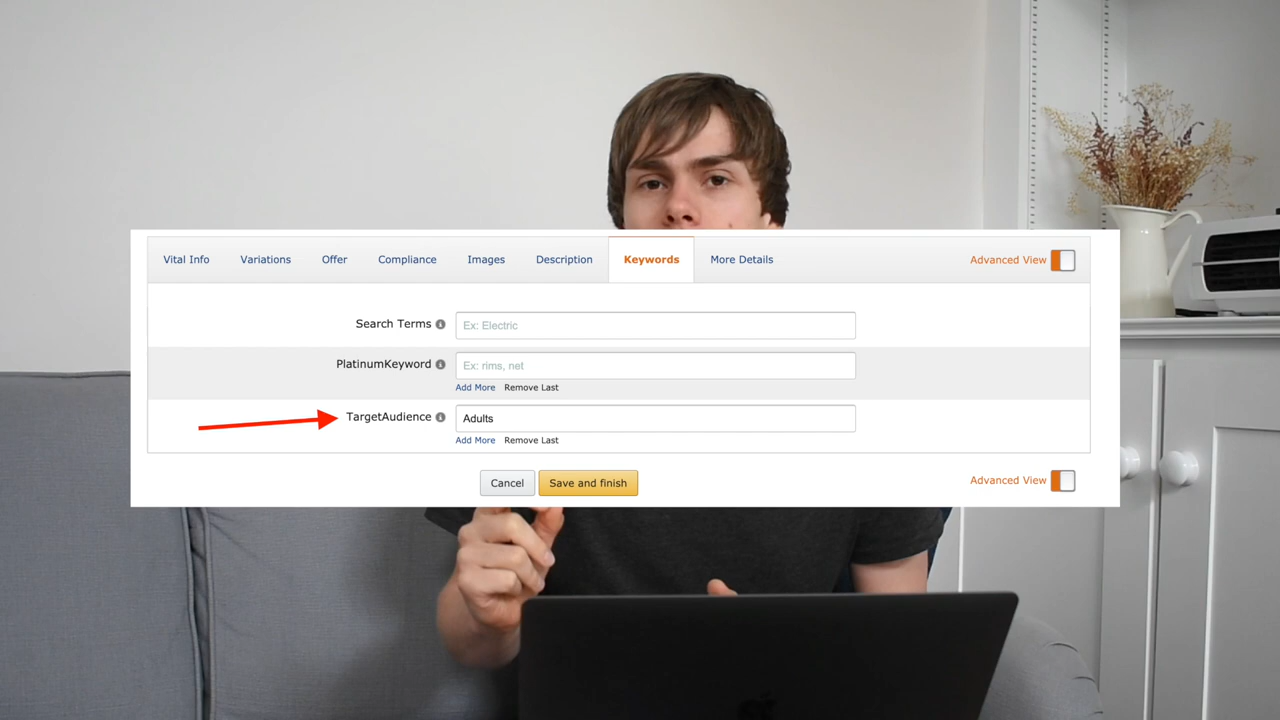 Vital Info Variations Offer Compliance Images Description Keywords More Details Advanced View
Search Terms Ex: Electric
PlatinumKeyword Ex: rims, net
Add More Remove Last
TargetAudience Adults
Add More Remove Last
Cancel Save and finish Advanced View